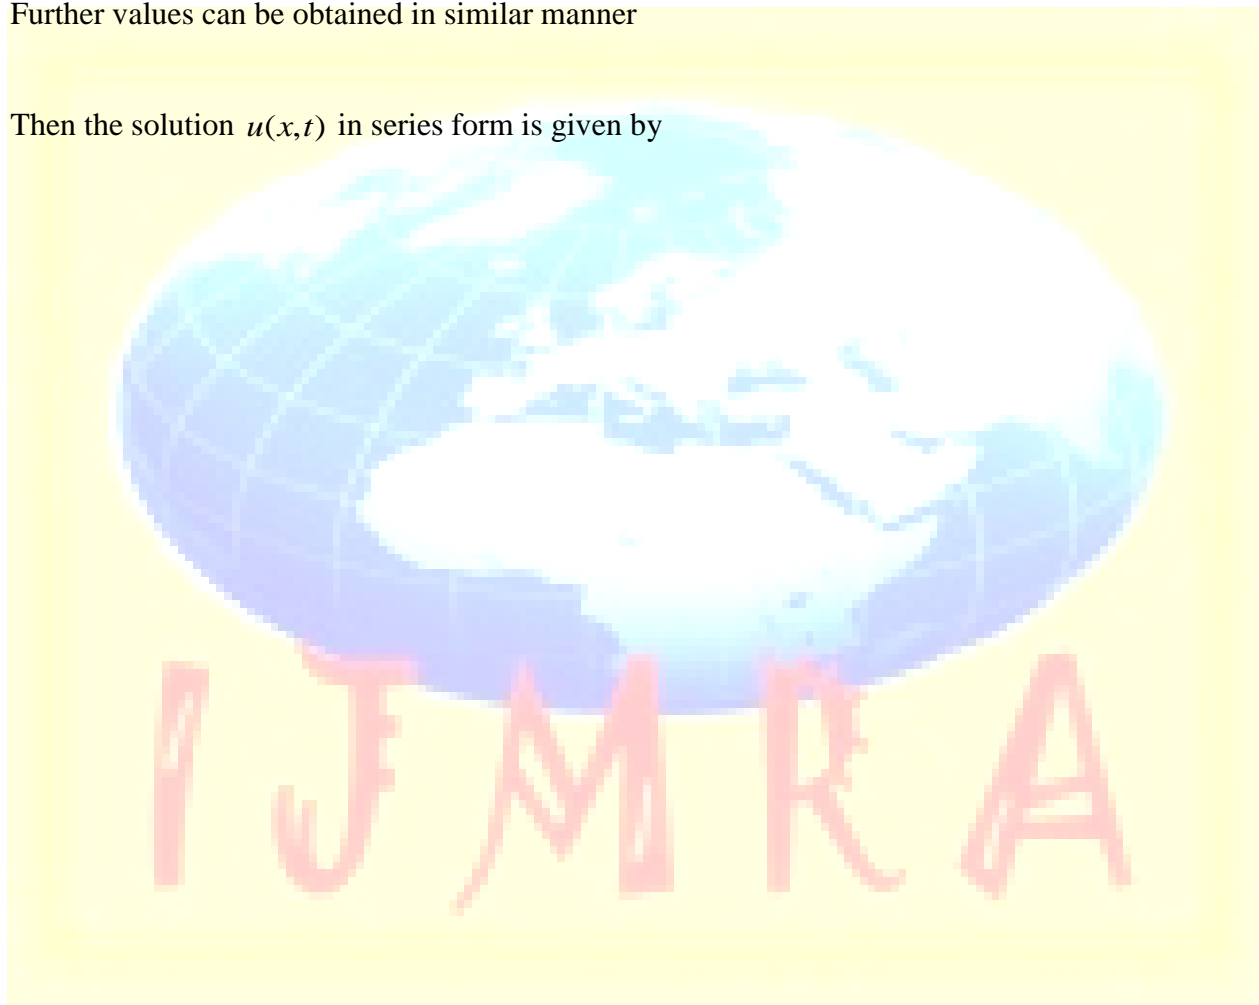 Further values can be obtained in similar manner
Then the solution u(x,t) in series form is given by
IJMRA